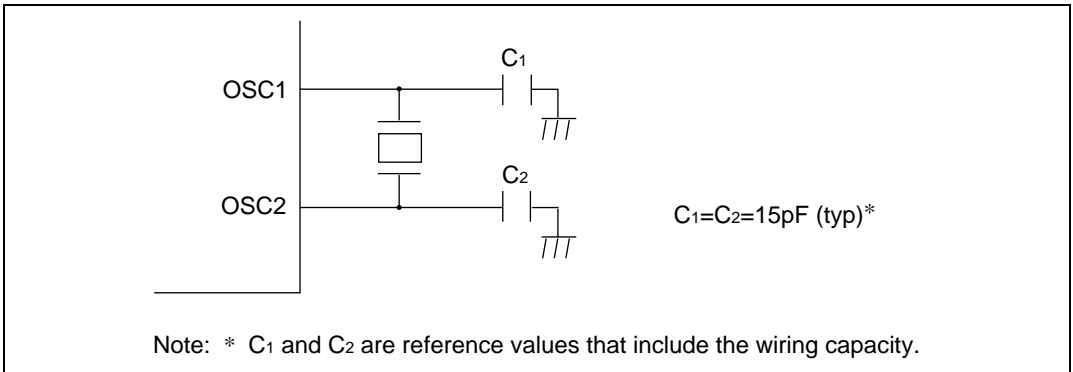 C1
OSC1
C2
OSC2
C1=C2=15pF (typ)*
Note: * C1 and C2 are reference values that include the wiring capacity.